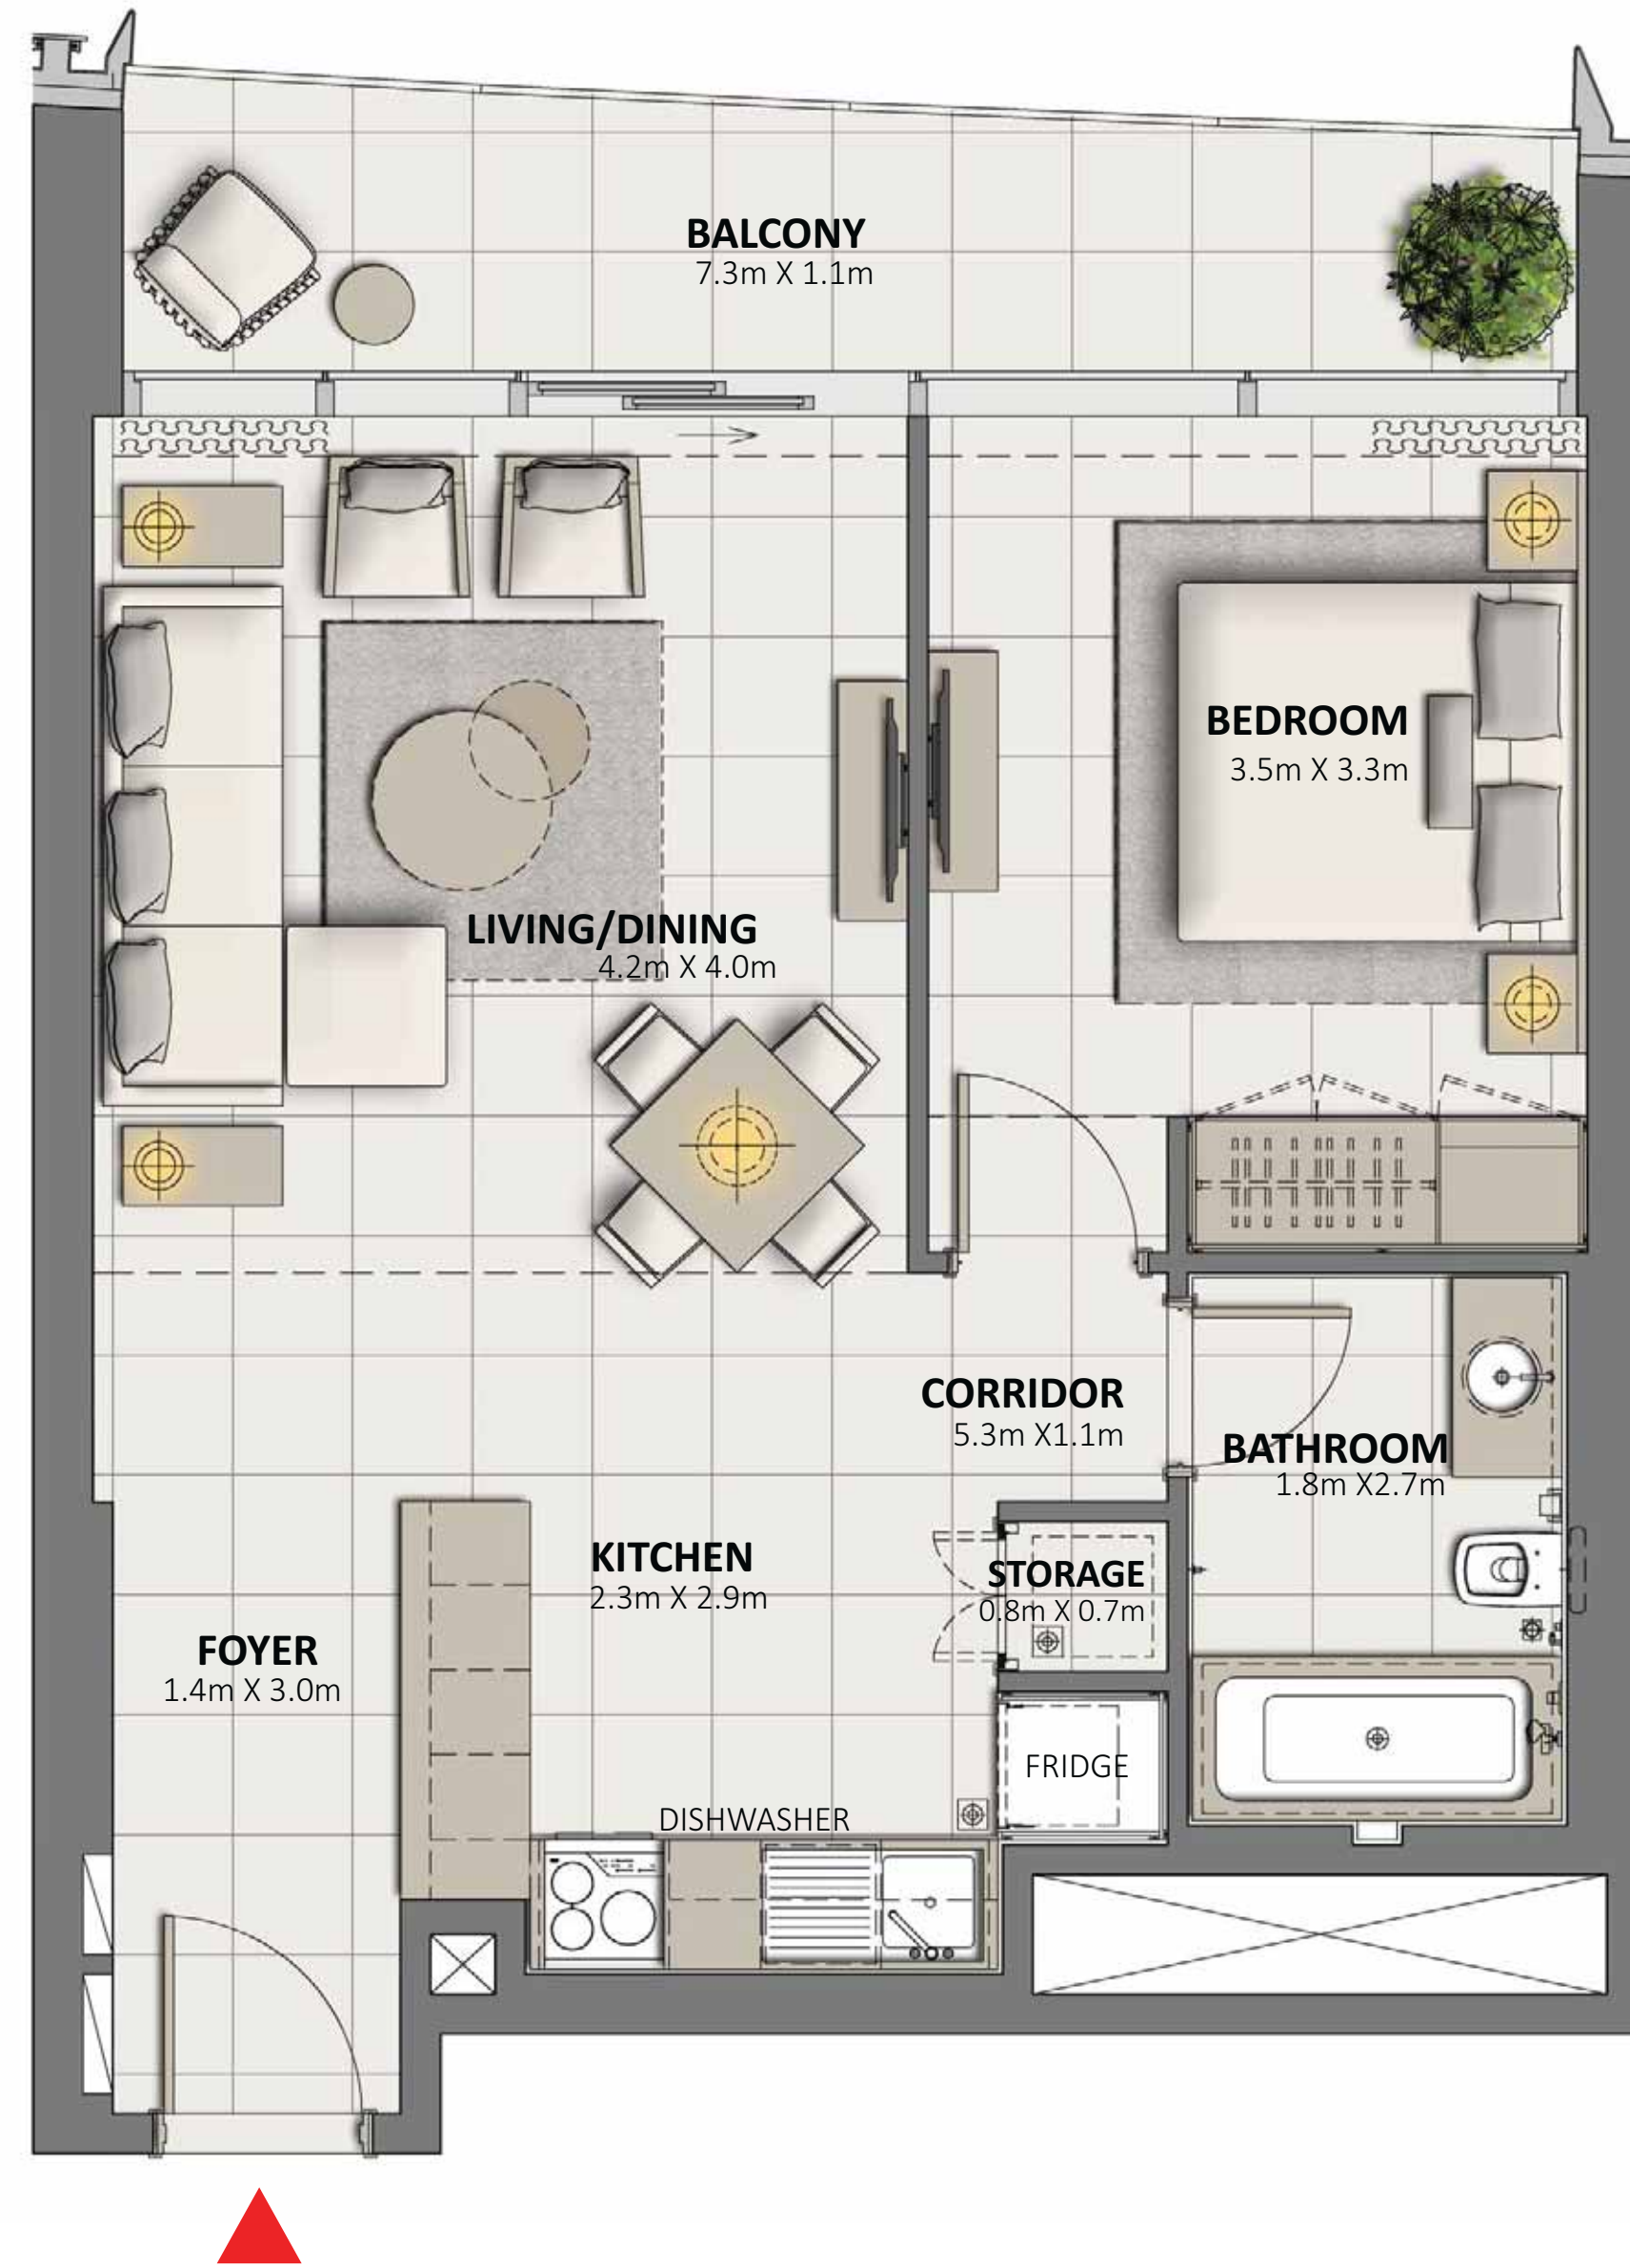 BALCONY
7.3m X 1.1m
BEDROOM
3.5m X 3.3m
LIVING/DINING
4.2m X 4.0m
CORRIDOR
5.3m X1.1m
BATHROOM
1.8m X2.7m
KITCHEN
2.3m X 2.9m
STORAGE
0.8m X 0.7m
FOYER
1.4m X 3.0m
FRIDGE
DISHWASHER